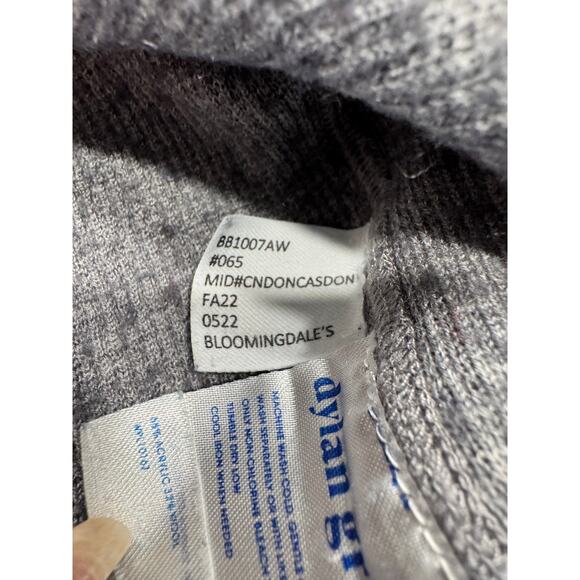 BB1007AW
#065
MID#CNDONCASDON
FA22
0522
BLOOMINGDALE'S
dylan gr
MACHINE WASH COLD GENTLE
WASH SEPARATELY OR WITH LIKE
ONLY NON-CHLORINE BLEACH
TUMBLE DRY LOW
COOL IRON WHEN NEEDED
ACRYLIC